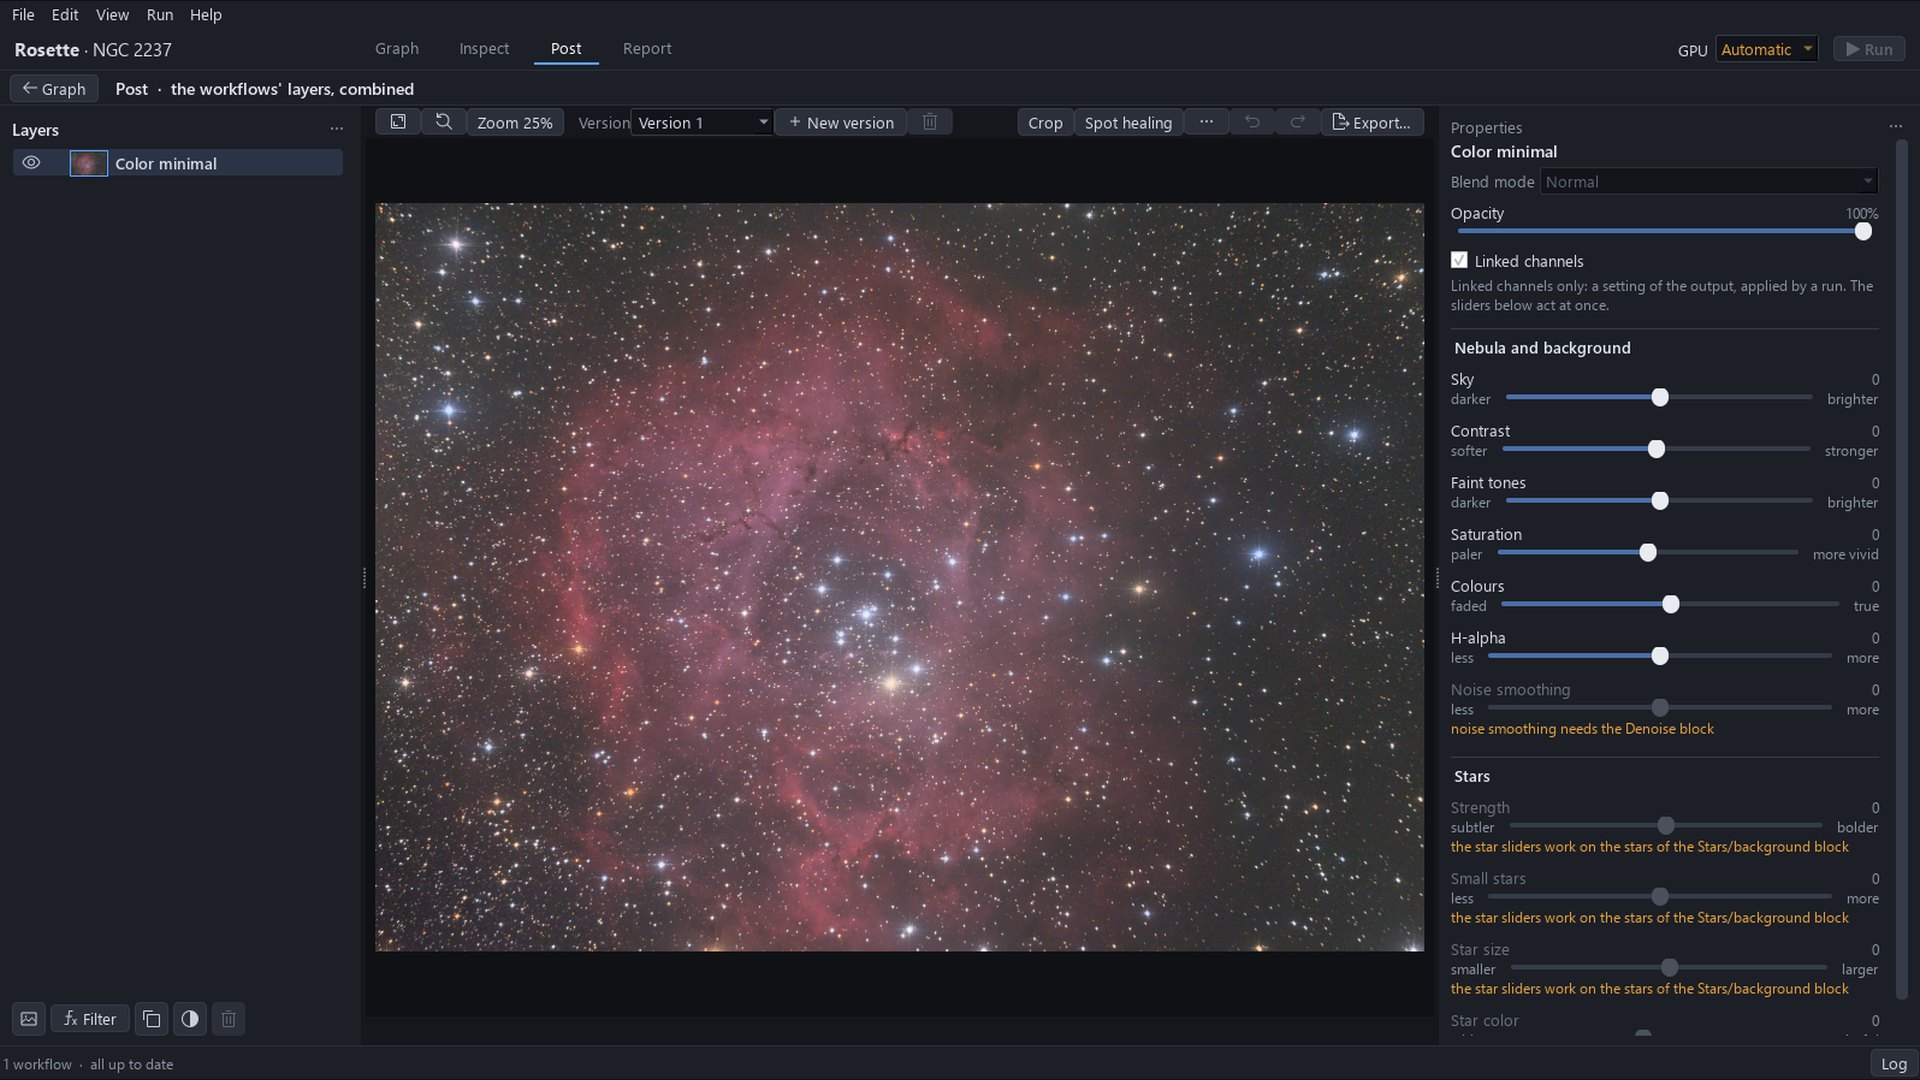 File Edit View Run Help
Rosette · NGC 2237
Graph Inspect Post Report
GPU Automatic Run
Graph Post · the workflows' layers, combined
Layers
Color minimal
Zoom 25% Version Version 1 New version Crop Spot healing Export...
Properties
Color minimal
Blend mode Normal
Opacity 100%
Linked channels
Linked channels only: a setting of the output, applied by a run. The
sliders below act at once.
Nebula and background
Sky 0
darker brighter
Contrast 0
softer stronger
Faint tones 0
darker brighter
Saturation 0
paler more vivid
Colours 0
faded true
H-alpha 0
less more
Noise smoothing 0
less more
noise smoothing needs the Denoise block
Stars
Strength 0
subtler bolder
the star sliders work on the stars of the Stars/background block
Small stars 0
less more
the star sliders work on the stars of the Stars/background block
Star size 0
smaller larger
the star sliders work on the stars of the Stars/background block
Star color 0
fx Filter
1 workflow · all up to date
Log